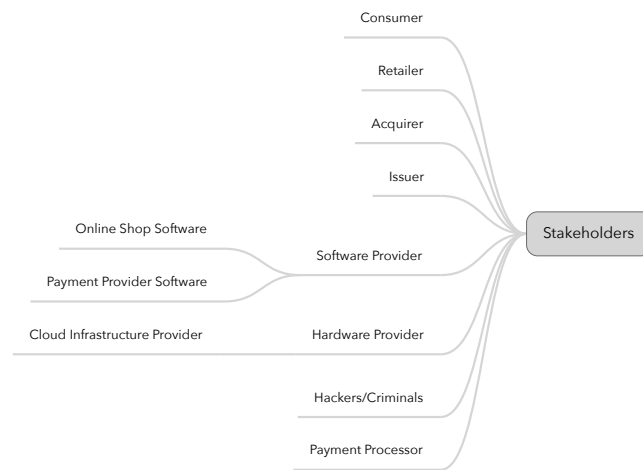 Consumer
Retailer
Acquirer
Issuer
Stakeholders
Online Shop Software
Software Provider
Payment Provider Software
Cloud Infrastructure Provider
Hardware Provider
Hackers/Criminals
Payment Processor